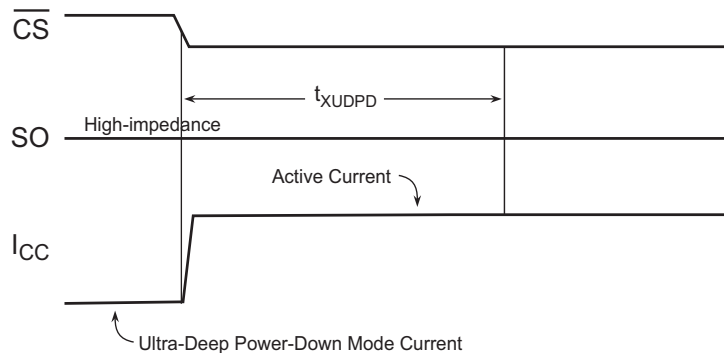 CS
tXUDPD
High-impedance
SO
Active Current
ICC
Ultra-Deep Power-Down Mode Current